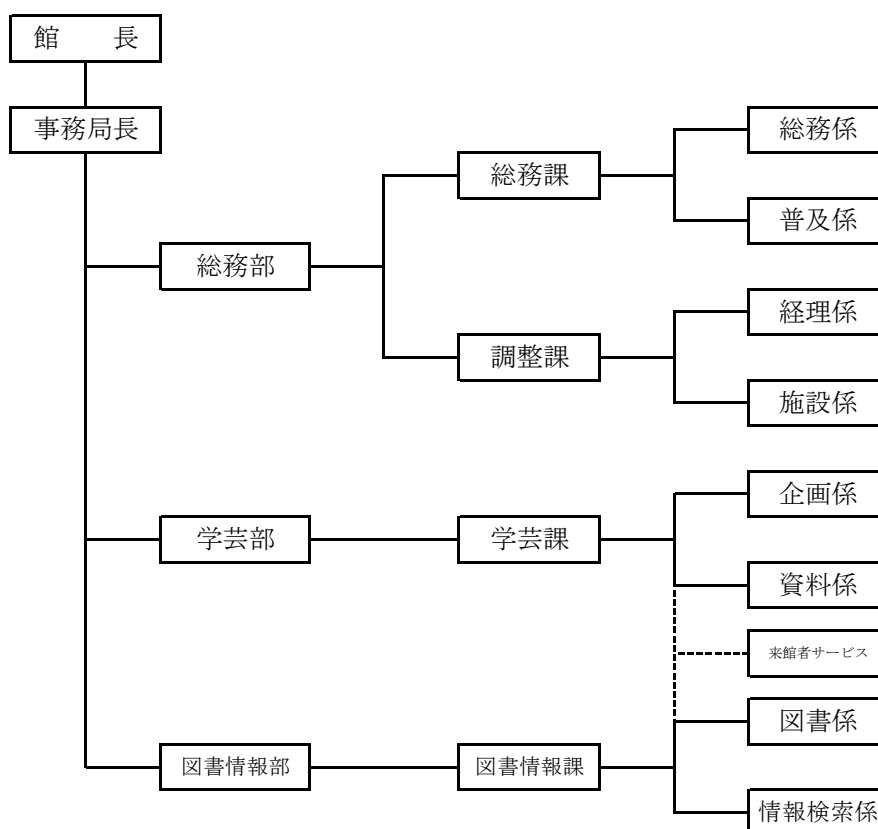 館　　長
事務局長
総務部
総務課
総務係
普及係
調整課
経理係
施設係
学芸部
学芸課
企画係
資料係
来館者サービス
図書情報部
図書情報課
図書係
情報検索係